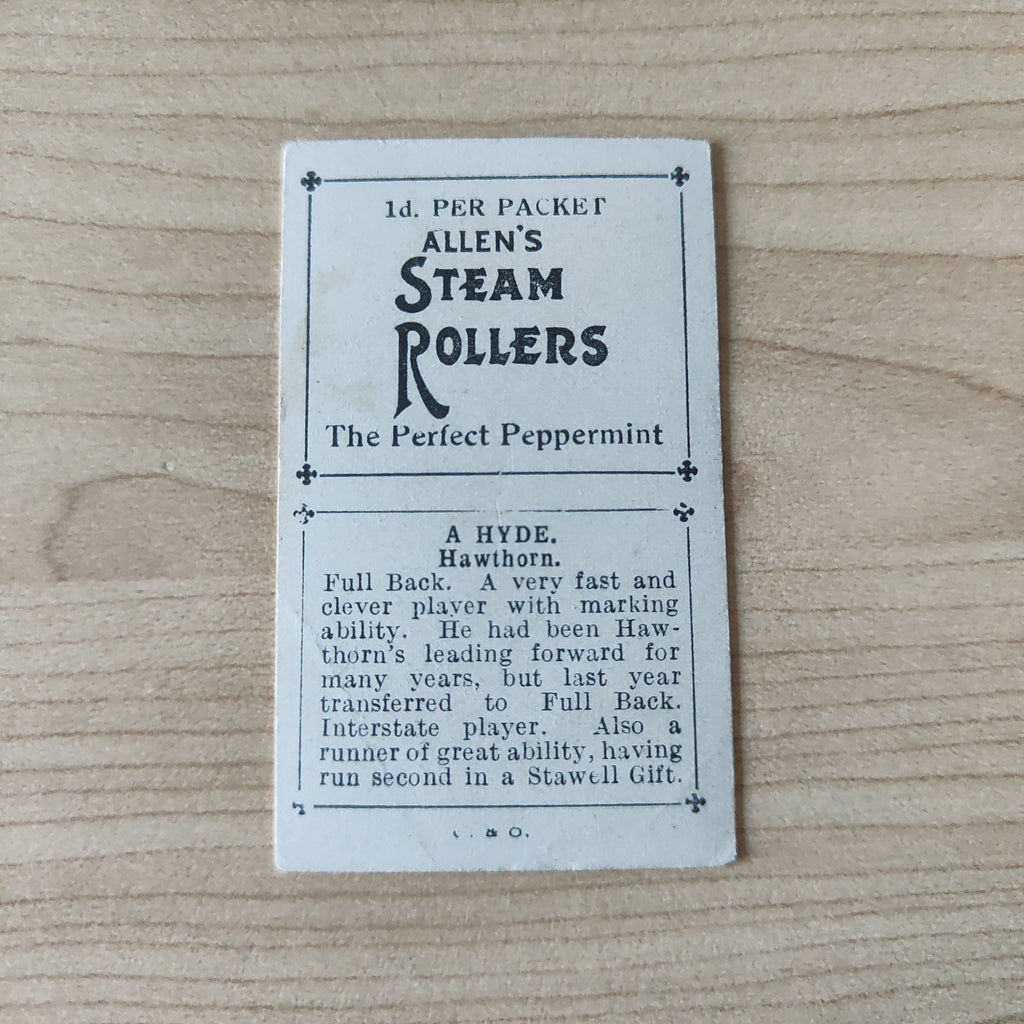 1d. PER PACKET
ALLEN'S
STEAM
ROLLERS
The Perfect Peppermint
A HYDE.
Hawthorn.
Full Back. A very fast and
clever player with marking
ability. He had been Haw-
thorn's leading forward for
many years, but last year
transferred to Full Back.
Interstate player. Also a
runner of great ability, having
run second in a Stawell Gift.
& O.